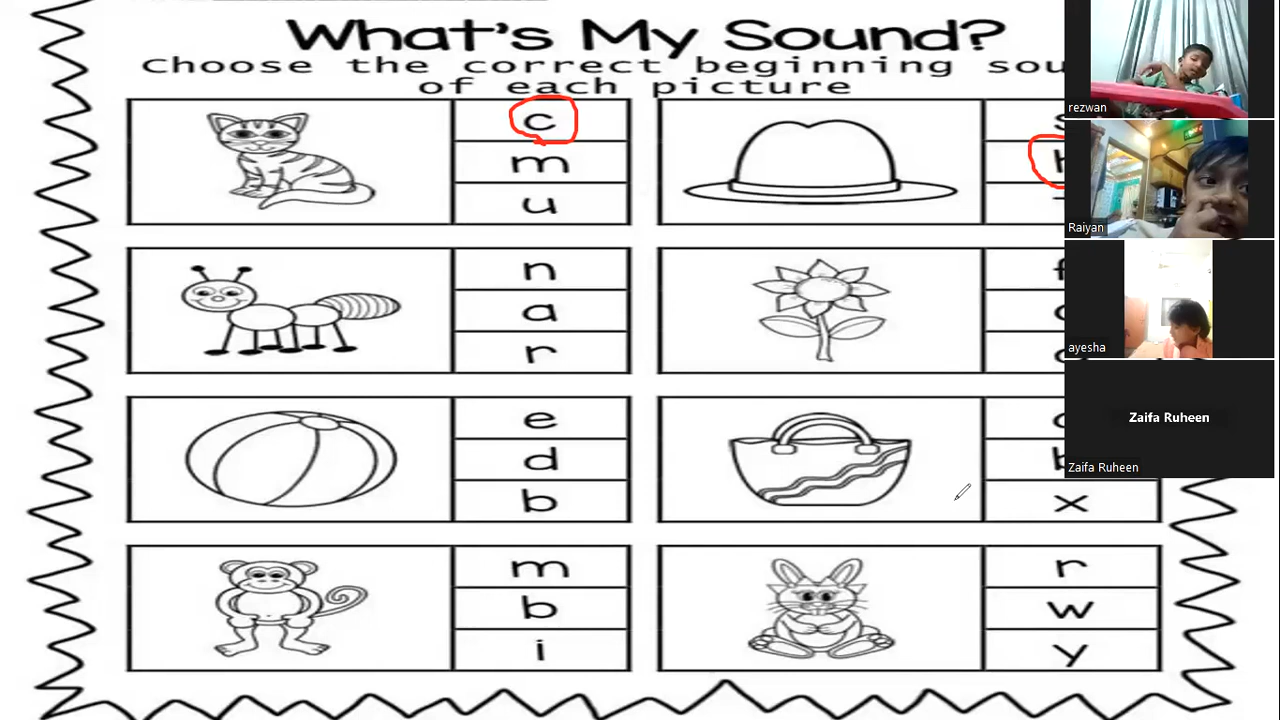 What's My Sound?
Choose the correct beginning sou
of each picture
c
m
u
h
n
a
r
f
e
d
b
b
x
m
b
i
r
w
y
rezwan
Raiyan
ayesha
Zaifa Ruheen
Zaifa Ruheen